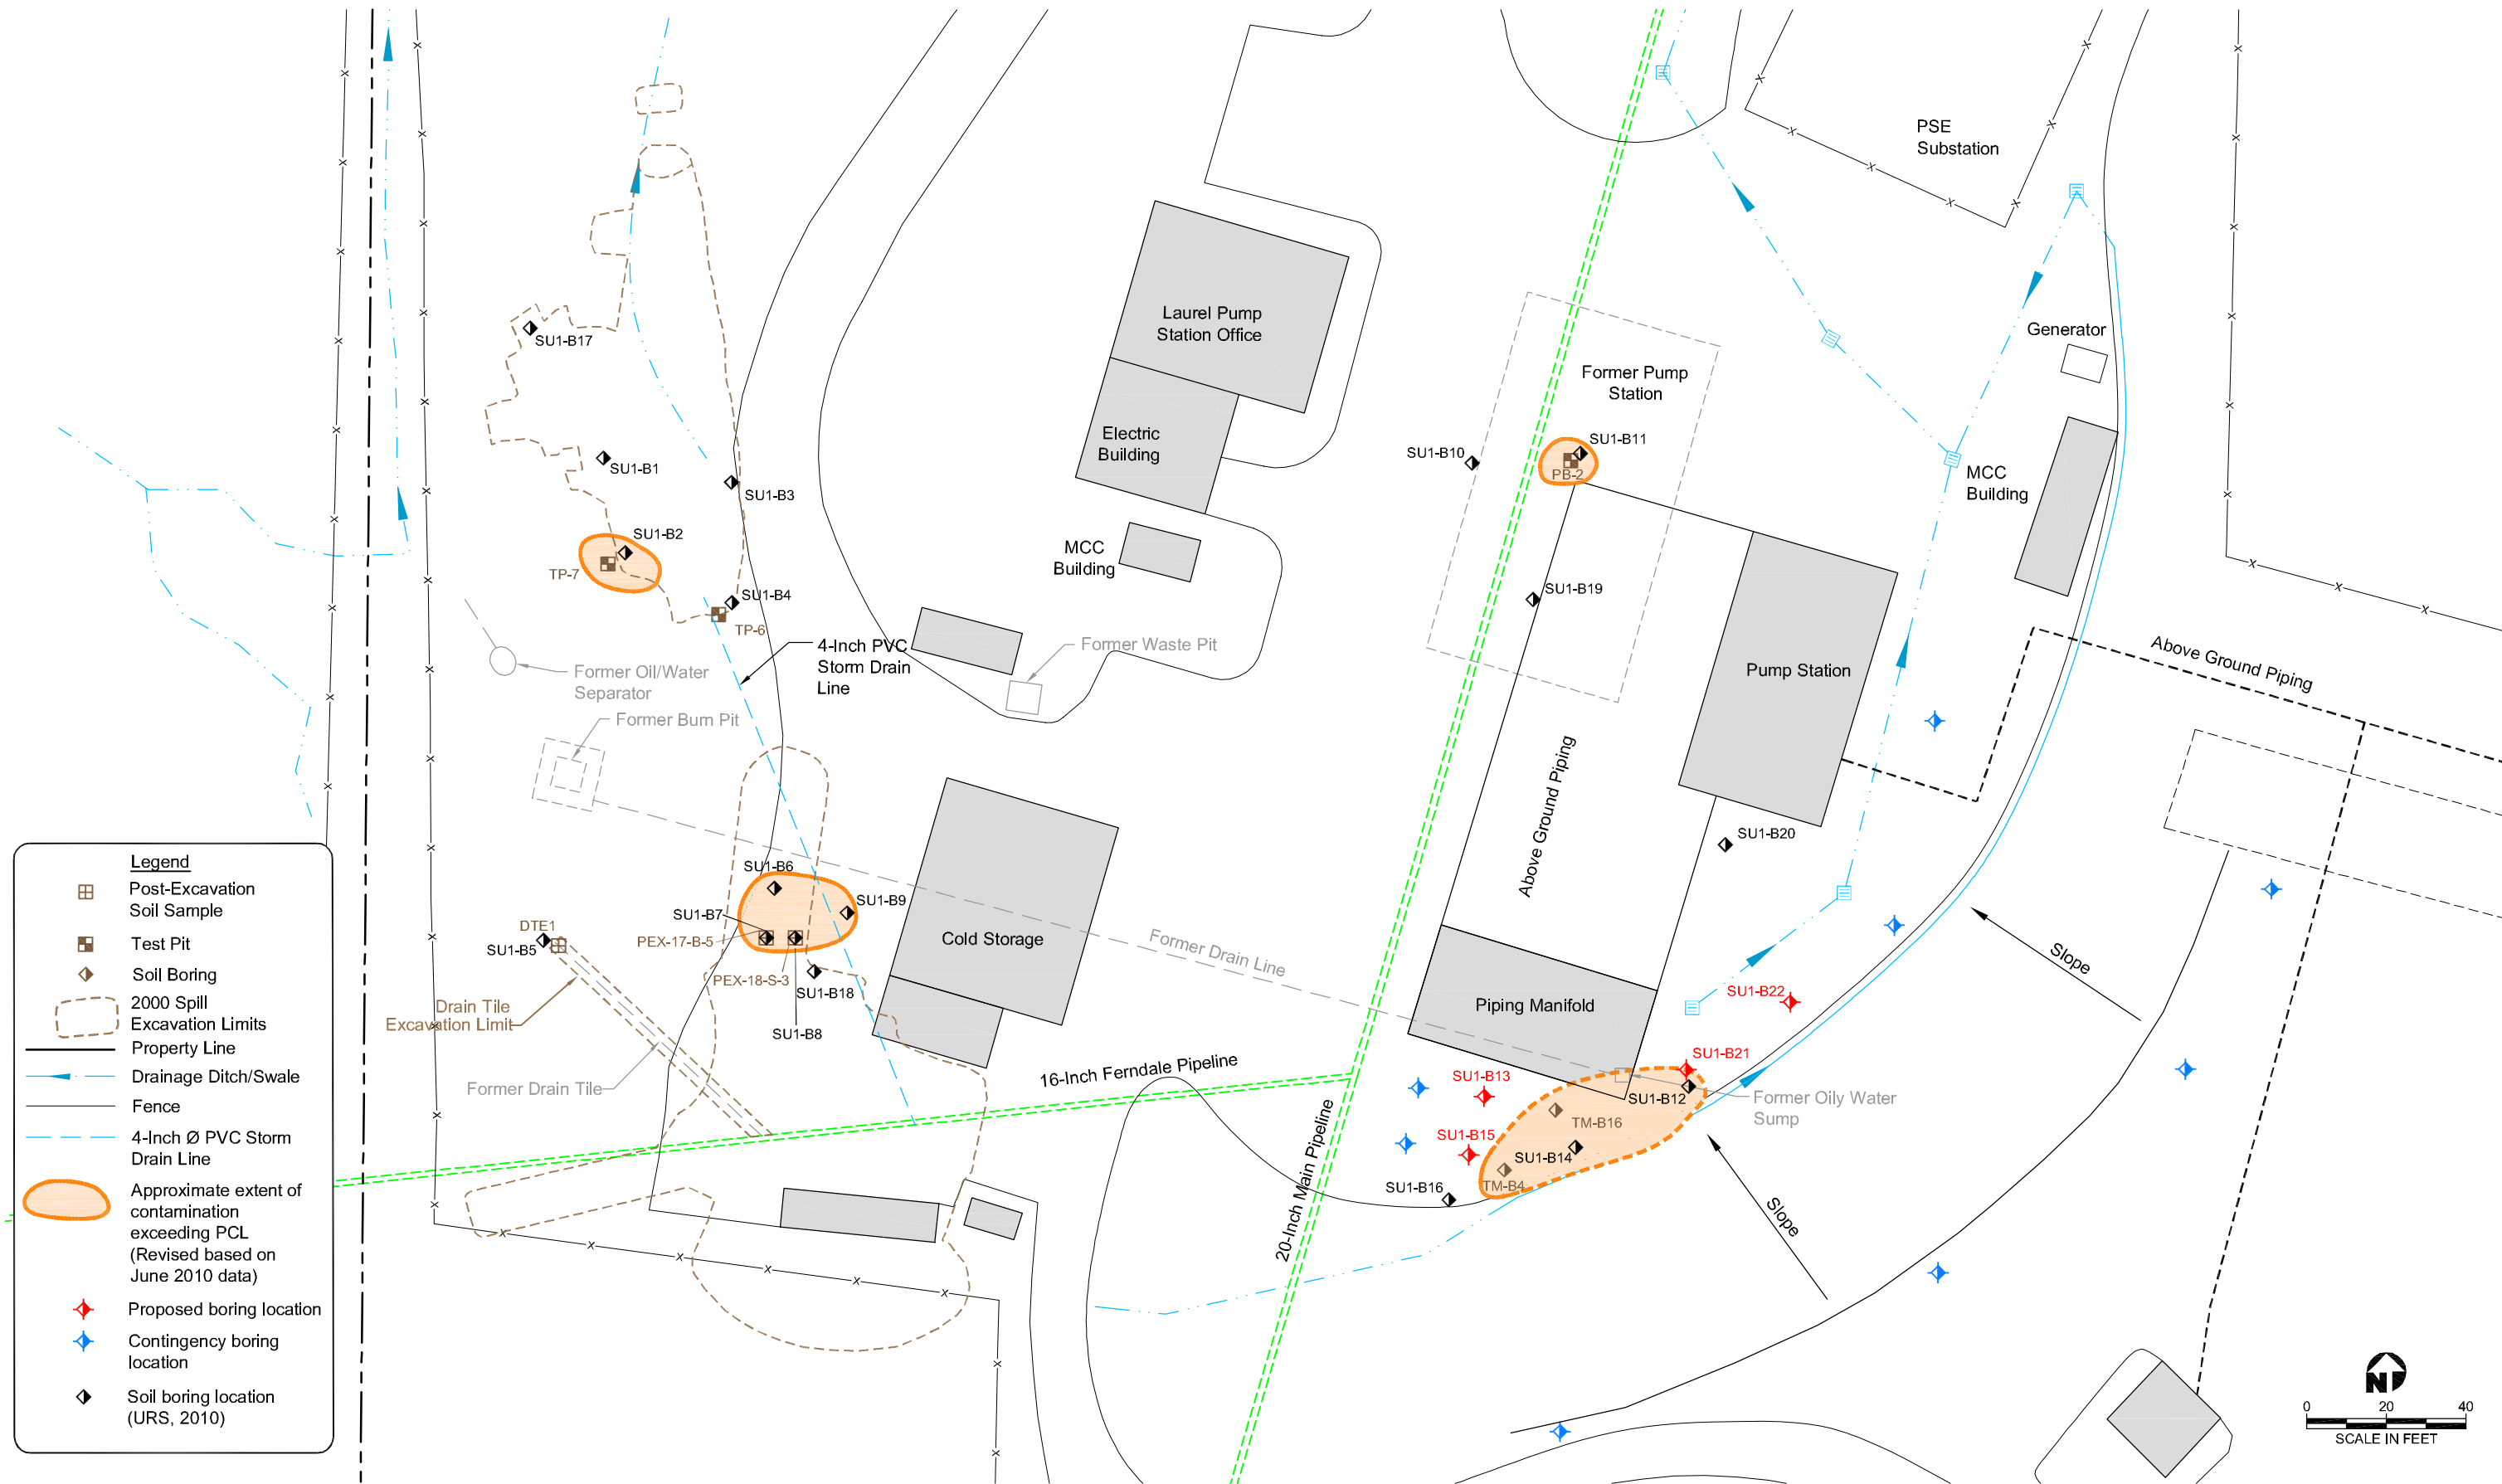 PSE
Substation
Laurel Pump
Station Office
Generator
SU1-B17
Former Pump
Station
Electric
Building
SU1-B10
SU1-B11
PB-2
SU1-B1
MCC
Building
SU1-B3
SU1-B2
TP-7
MCC
Building
SU1-B19
SU1-B4
TP-6
4-Inch PVC
Storm Drain
Line
Former Waste Pit
Above Ground Piping
Former Oil/Water
Separator
Pump Station
Former Burn Pit
Above Ground Piping
SU1-B20
SU1-B6
SU1-B9
SU1-B7
DTE1
SU1-B5
PEX-17-B-5
Cold Storage
Former Drain Line
Slope
PEX-18-S-3
SU1-B18
SU1-B22
Drain Tile
Excavation Limit
Piping Manifold
SU1-B8
SU1-B21
16-Inch Ferndale Pipeline
SU1-B13
Former Drain Tile
SU1-B12
Former Oily Water
Sump
TM-B16
SU1-B15
SU1-B14
20-Inch Main Pipeline
SU1-B16
TM-B4
Slope
Legend
Post-Excavation
Soil Sample
Test Pit
Soil Boring
2000 Spill
Excavation Limits
Property Line
Drainage Ditch/Swale
Fence
4-Inch Ø PVC Storm
Drain Line
Approximate extent of
contamination
exceeding PCL
(Revised based on
June 2010 data)
Proposed boring location
Contingency boring
location
Soil boring location
(URS, 2010)
N
0 20 40
SCALE IN FEET